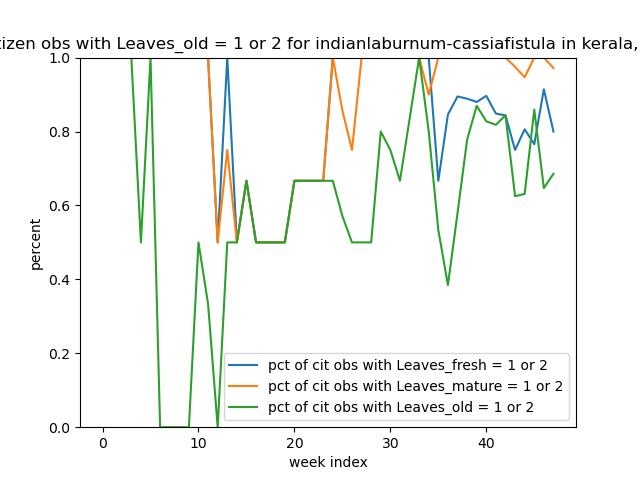 tizen obs with Leaves_old = 1 or 2 for indianlaburnum-cassiafistula in kerala,
1.0
0.8
0.6
0.4
0.2
0.0
percent
pct of cit obs with Leaves_fresh = 1 or 2
pct of cit obs with Leaves_mature = 1 or 2
pct of cit obs with Leaves_old = 1 or 2
0 10 20 30 40
week index